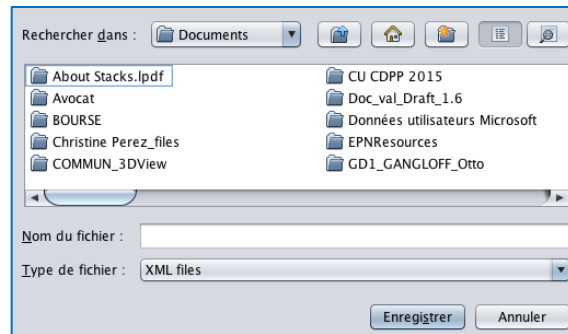 Rechercher dans : Documents
About Stacks.lpdf
Avocat
BOURSE
Christine Perez_files
COMMUN_3DView
CU CDPP 2015
Doc_val_Draft_1.6
Données utilisateurs Microsoft
EPNResources
GD1_GANGLOFF_Otto
Nom du fichier :
Type de fichier : XML files
Enregistrer Annuler